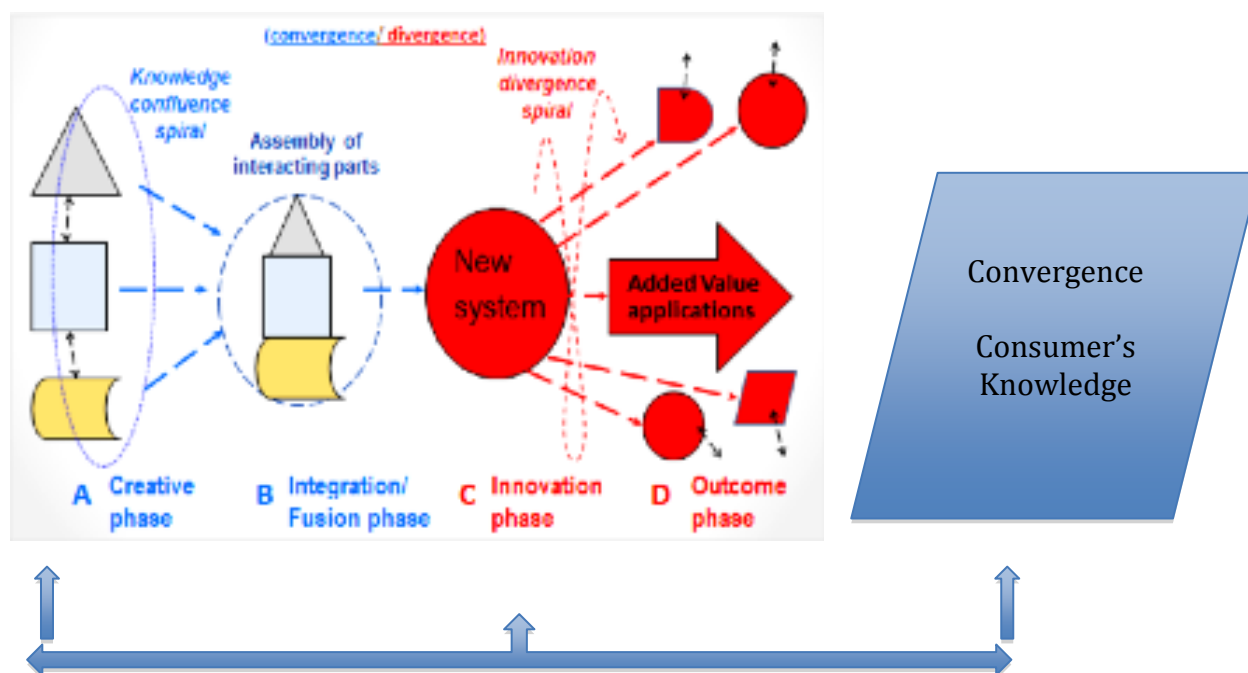 (convergence/ divergence)
Knowledge
confluence
spiral
Assembly of
interacting parts
Innovation
divergence
spiral
New
system
Added Value
applications
A Creative
phase
B Integration/
Fusion phase
C Innovation
phase
D Outcome
phase
Convergence
Consumer’s
Knowledge